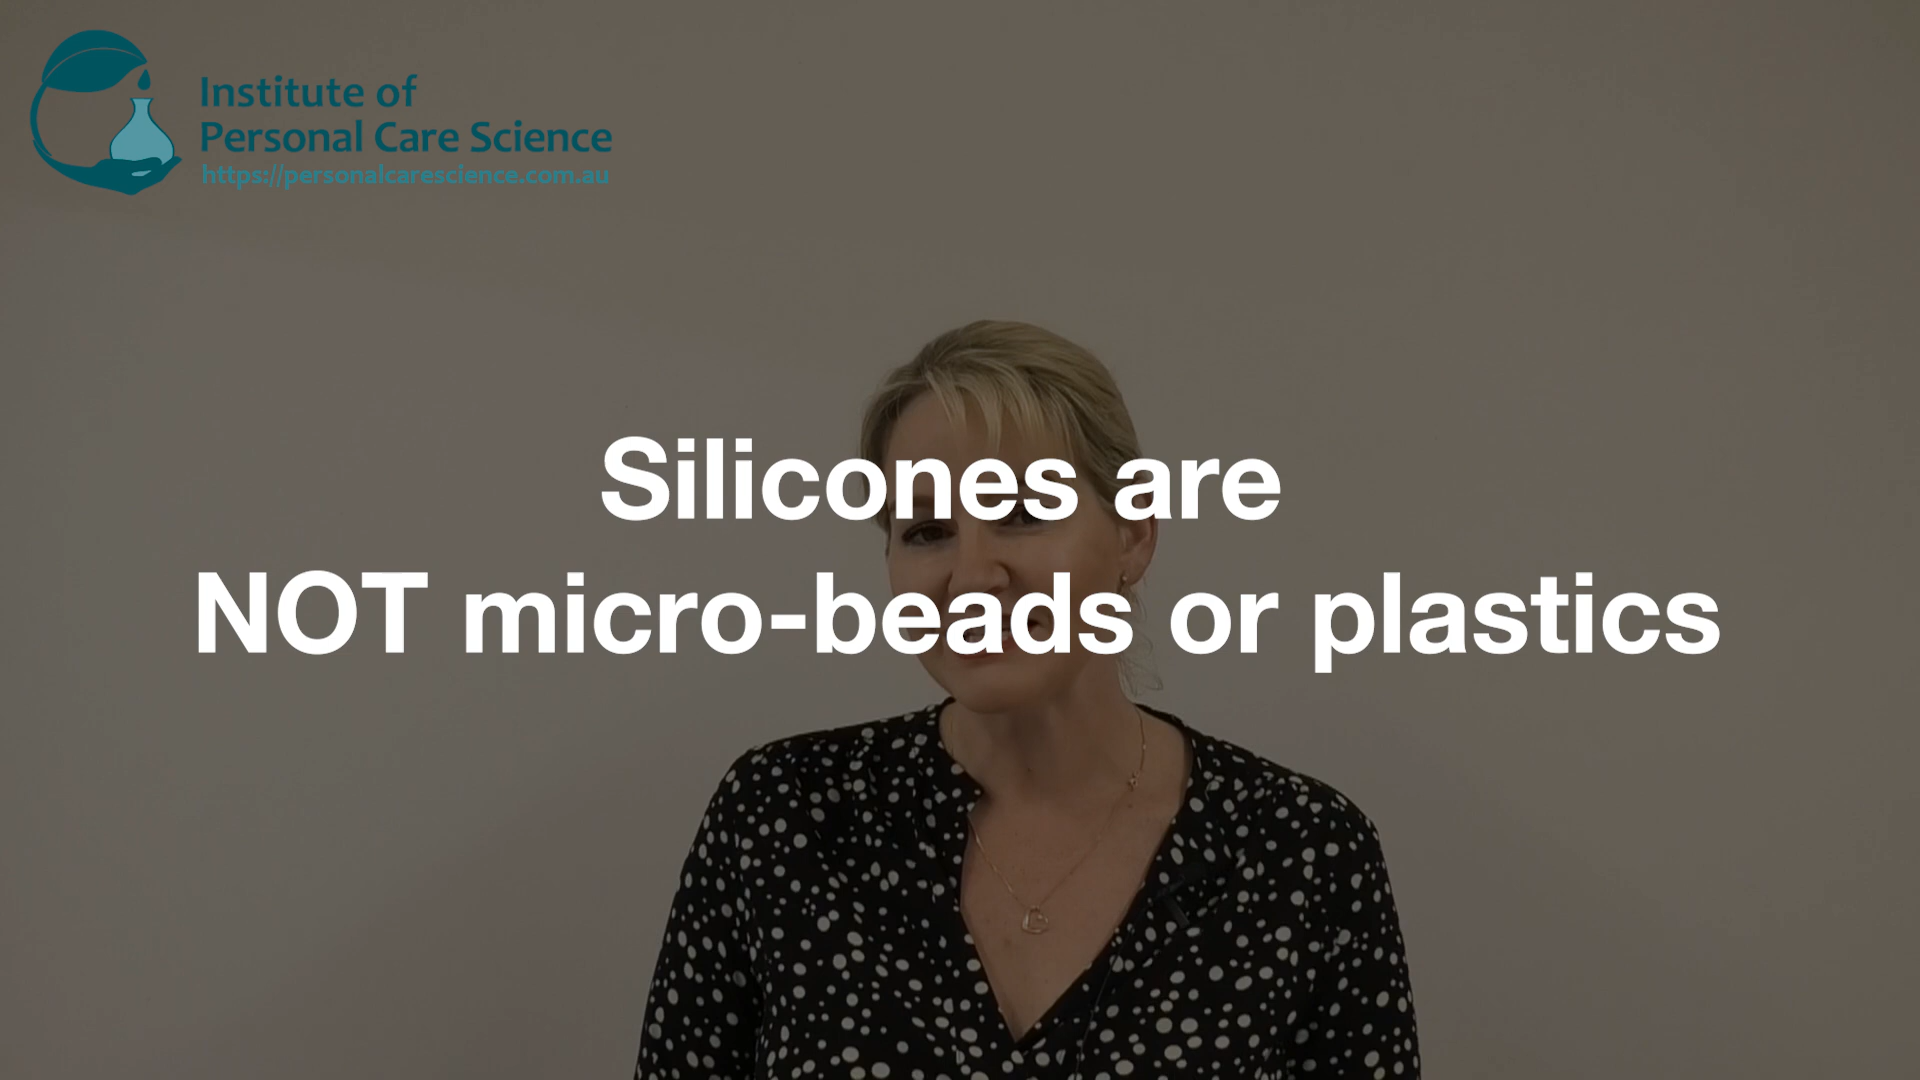 Institute of
Personal Care Science
https://personalcarescience.com.au
Silicones are
NOT micro-beads or plastics